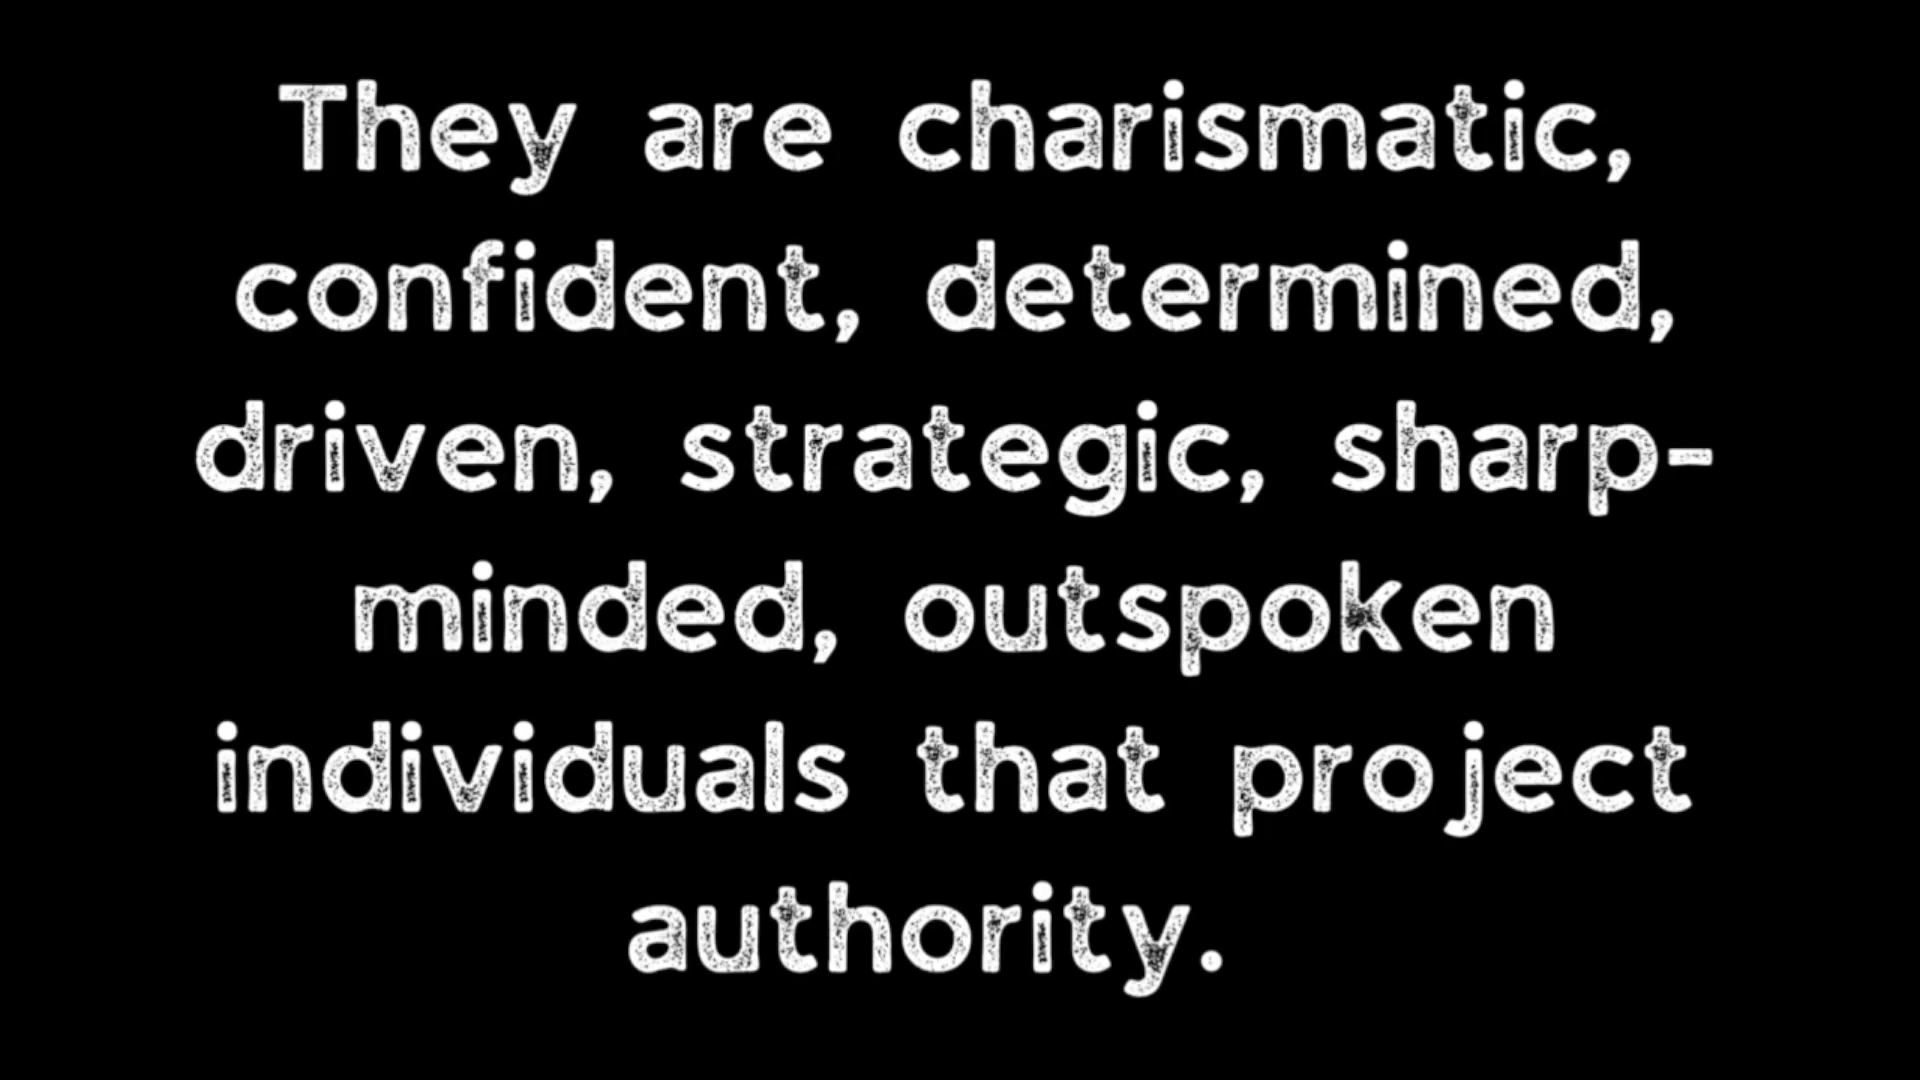 They are charismatic,
confident, determined,
driven, strategic, sharp-
minded, outspoken
individuals that project
authority.